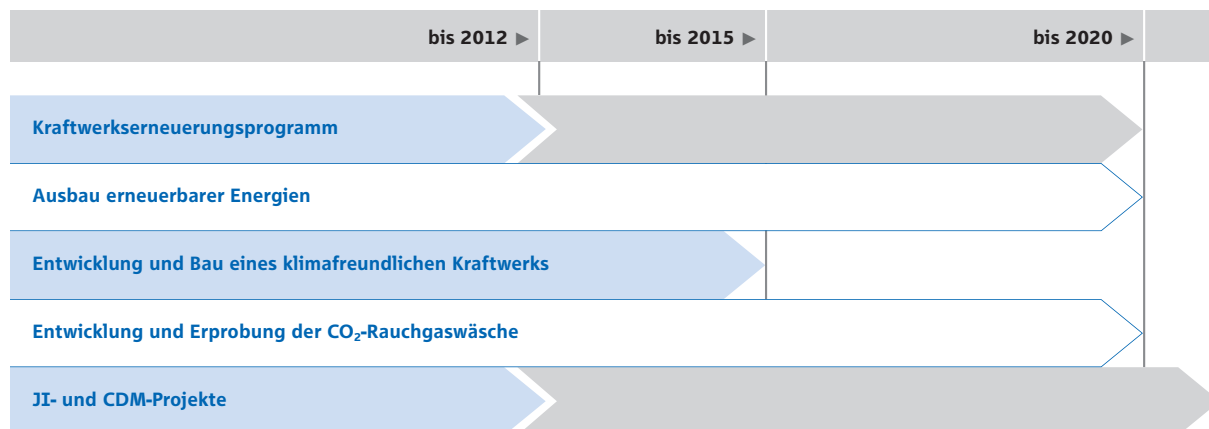 bis 2012 ▶ bis 2015 ▶ bis 2020 ▶
Kraftwerkserneuerungsprogramm
Ausbau erneuerbarer Energien
Entwicklung und Bau eines klimafreundlichen Kraftwerks
Entwicklung und Erprobung der CO₂-Rauchgaswäsche
JI- und CDM-Projekte